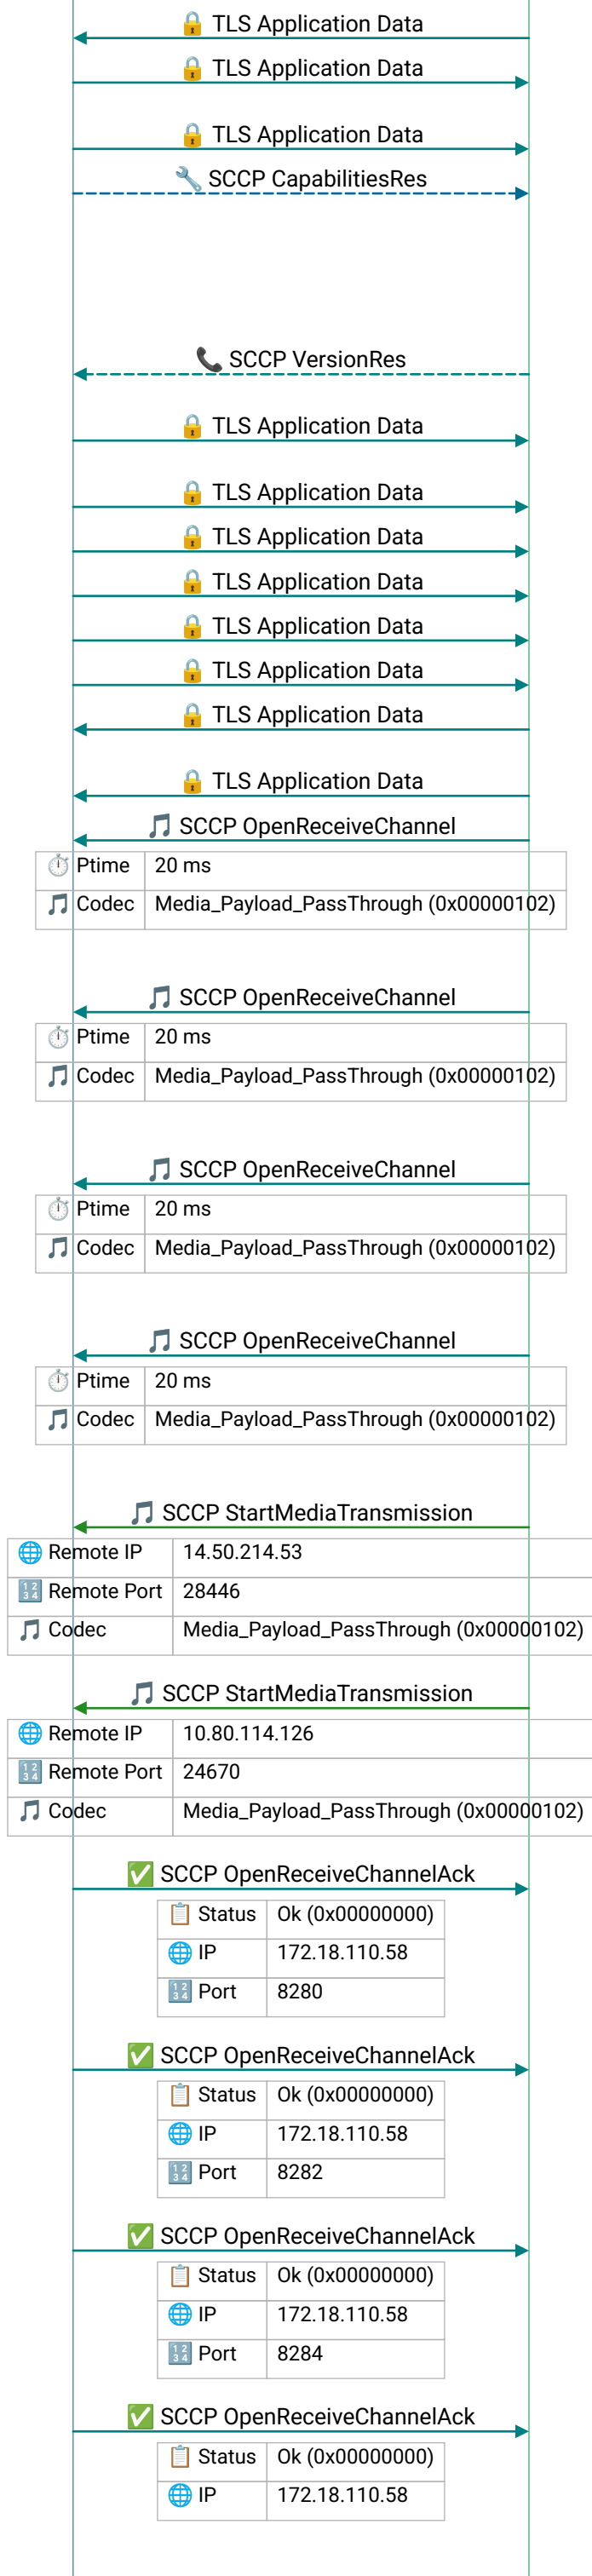 🔒 TLS Application Data
🔒 TLS Application Data
🔒 TLS Application Data
🔧 SCCP CapabilitiesRes
📞 SCCP VersionRes
🔒 TLS Application Data
🔒 TLS Application Data
🔒 TLS Application Data
🔒 TLS Application Data
🔒 TLS Application Data
🔒 TLS Application Data
🔒 TLS Application Data
🔒 TLS Application Data
🎵 SCCP OpenReceiveChannel
⏱️ Ptime 20 ms
🎵 Codec Media_Payload_PassThrough (0x00000102)
🎵 SCCP OpenReceiveChannel
⏱️ Ptime 20 ms
🎵 Codec Media_Payload_PassThrough (0x00000102)
🎵 SCCP OpenReceiveChannel
⏱️ Ptime 20 ms
🎵 Codec Media_Payload_PassThrough (0x00000102)
🎵 SCCP OpenReceiveChannel
⏱️ Ptime 20 ms
🎵 Codec Media_Payload_PassThrough (0x00000102)
🎵 SCCP StartMediaTransmission
🌐 Remote IP 14.50.214.53
🔢 Remote Port 28446
🎵 Codec Media_Payload_PassThrough (0x00000102)
🎵 SCCP StartMediaTransmission
🌐 Remote IP 10.80.114.126
🔢 Remote Port 24670
🎵 Codec Media_Payload_PassThrough (0x00000102)
✅ SCCP OpenReceiveChannelAck
📋 Status Ok (0x00000000)
🌐 IP 172.18.110.58
🔢 Port 8280
✅ SCCP OpenReceiveChannelAck
📋 Status Ok (0x00000000)
🌐 IP 172.18.110.58
🔢 Port 8282
✅ SCCP OpenReceiveChannelAck
📋 Status Ok (0x00000000)
🌐 IP 172.18.110.58
🔢 Port 8284
✅ SCCP OpenReceiveChannelAck
📋 Status Ok (0x00000000)
🌐 IP 172.18.110.58